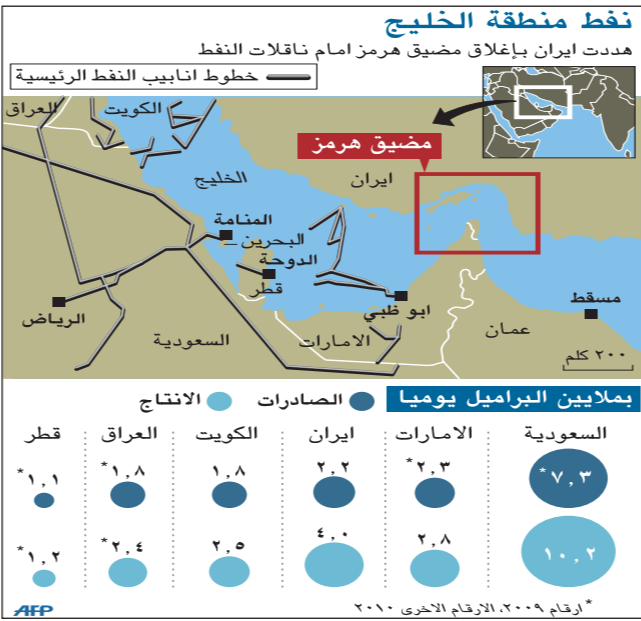 نفط منطقة الخليج
هددت ايران بإغلاق مضيق هرمز امام ناقلات النفط
خطوط انابيب النفط الرئيسية
العراق
الكويت
مضيق هرمز
ايران
الخليج
المنامة
البحرين
الدوحة
قطر
الرياض
ابو ظبي
مسقط
السعودية
الامارات
عمان
٢٠٠ كلم
بملايين البراميل يوميا
الصادرات
الانتاج
السعودية الامارات ايران الكويت العراق قطر
٧,٣* ٢,٣* ٢,٢ ١,٨ ١,٨* ١,١*
١٠,٢ ٢,٨ ٤,٠ ٢,٥ ٢,٤* ١,٢*
* ارقام ٢٠٠٩، الارقام الاخرى ٢٠١٠
AFP